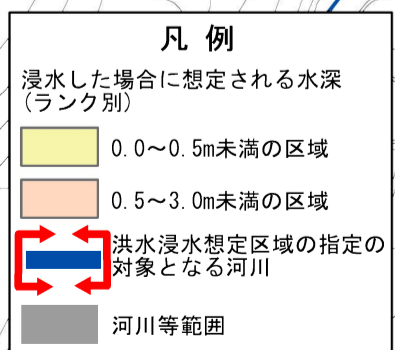 凡 例
浸水した場合に想定される水深
(ランク別)
0.0～0.5m未満の区域
0.5～3.0m未満の区域
洪水浸水想定区域の指定の
対象となる河川
河川等範囲